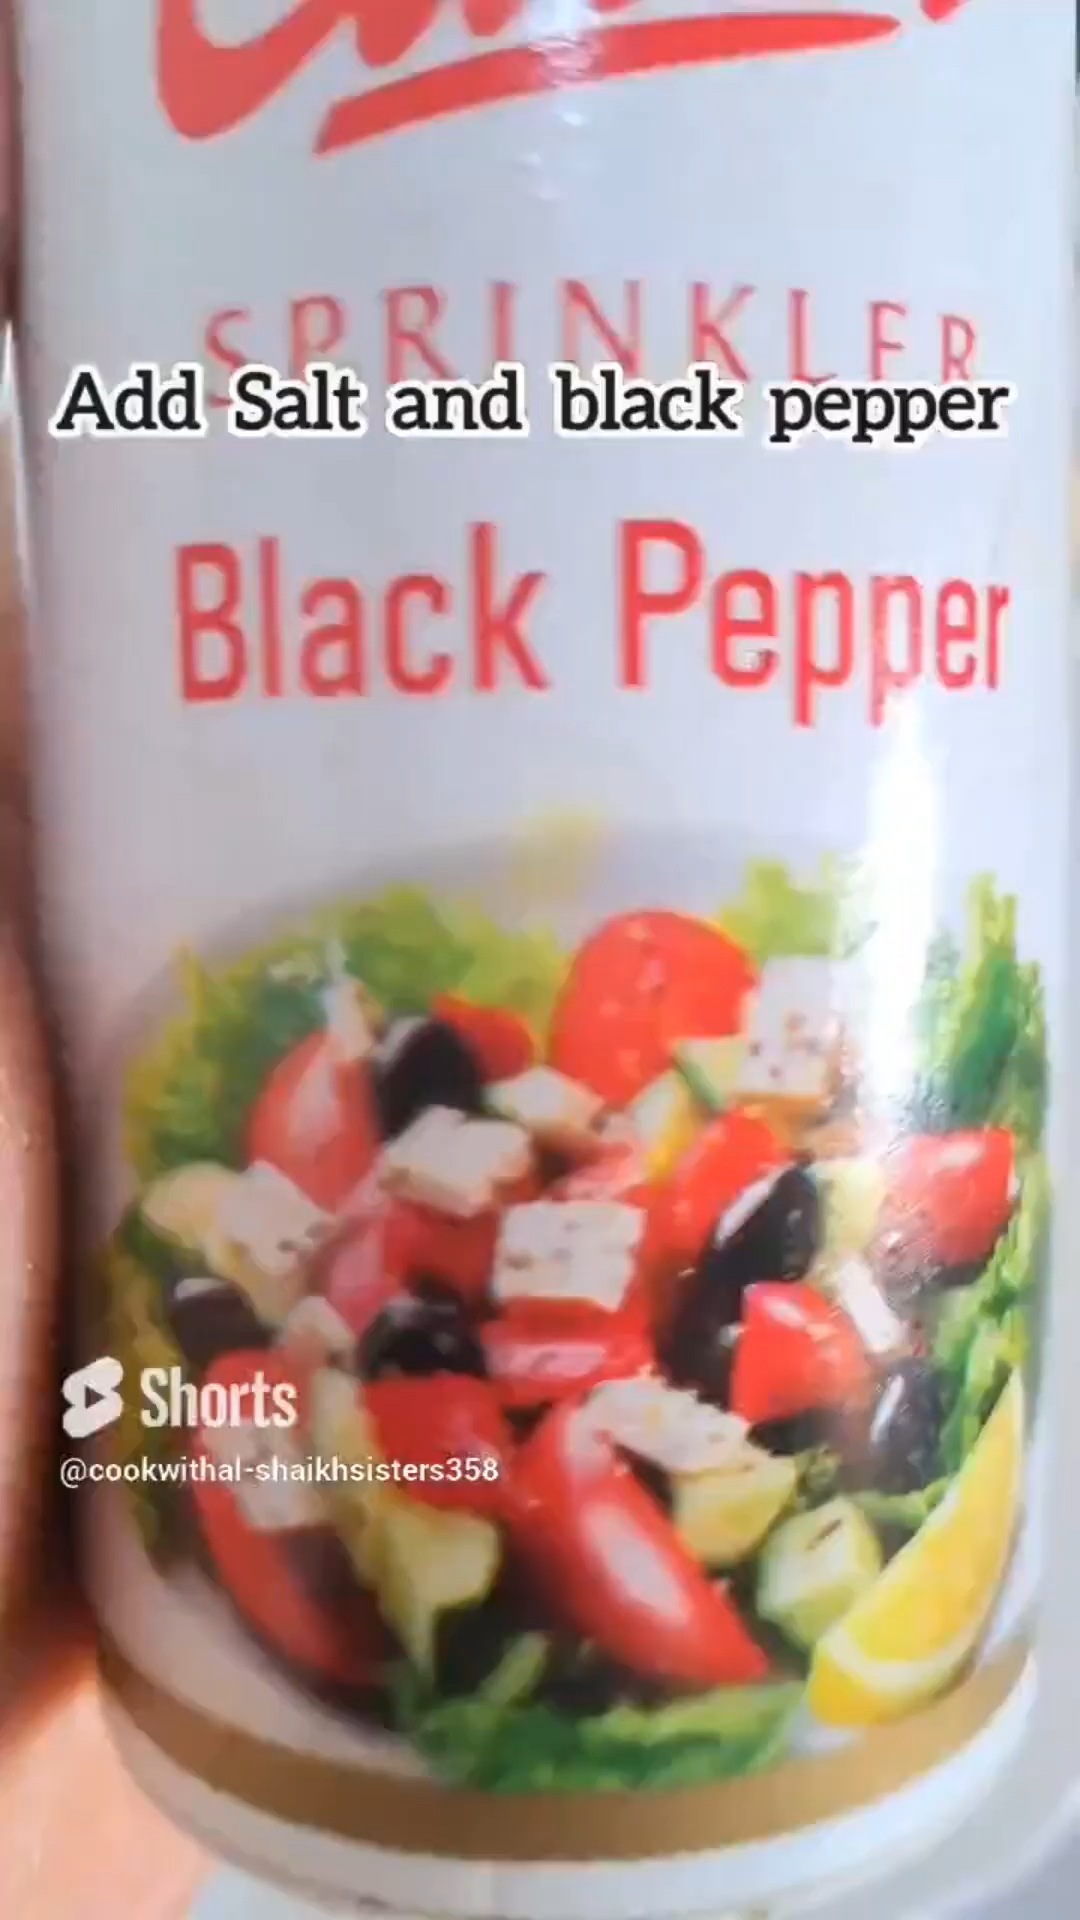 SPRINKLER
Add Salt and black pepper
Black Pepper
Shorts
@cookwithal-shaikhsisters358